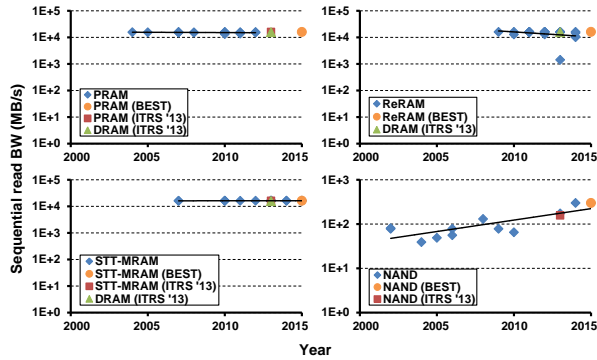 Sequential read BW (MB/s)
1E+5
1E+4
1E+3
1E+2
1E+1
1E+0
2000 2005 2010 2015
PRAM
PRAM (BEST)
PRAM (ITRS '13)
DRAM (ITRS '13)
1E+5
1E+4
1E+3
1E+2
1E+1
1E+0
2000 2005 2010 2015
ReRAM
ReRAM (BEST)
DRAM (ITRS '13)
1E+5
1E+4
1E+3
1E+2
1E+1
1E+0
2000 2005 2010 2015
STT-MRAM
STT-MRAM (BEST)
STT-MRAM (ITRS '13)
DRAM (ITRS '13)
1E+3
1E+2
1E+1
1E+0
2000 2005 2010 2015
NAND
NAND (BEST)
NAND (ITRS '13)
Year